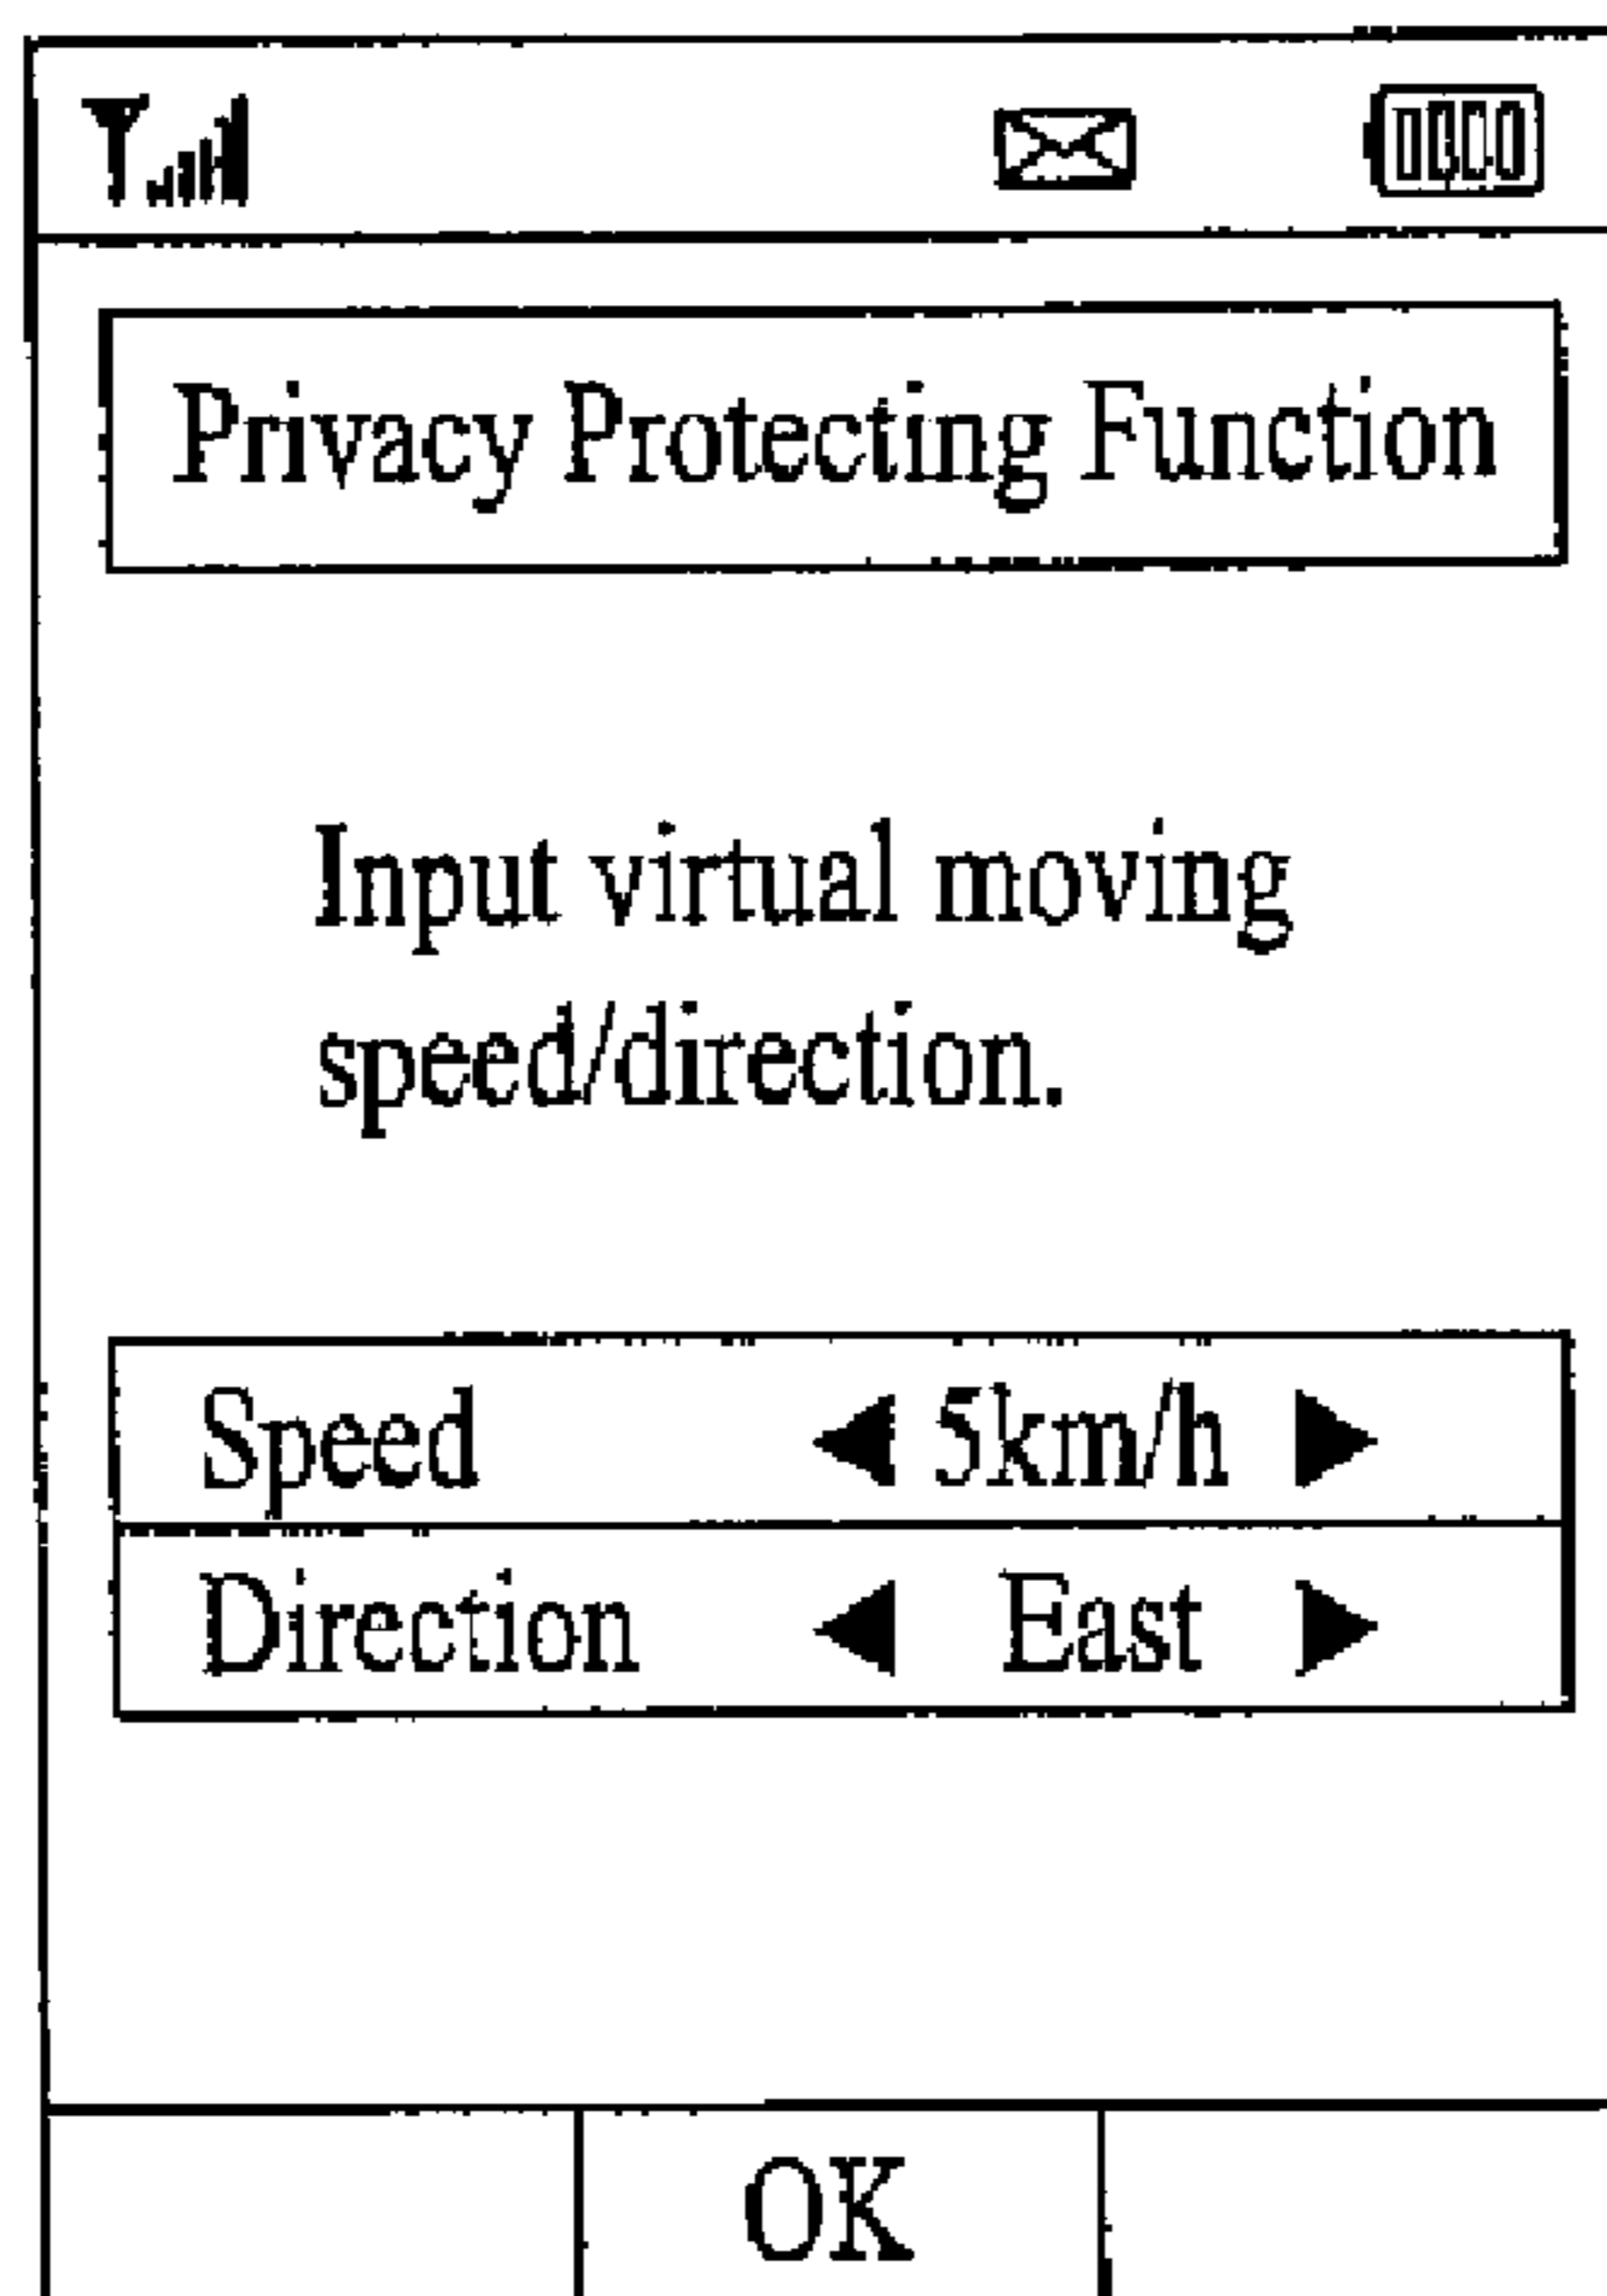 Privacy Protecting Function
Input virtual moving
speed/direction.
Speed ◀ 5km/h ▶
Direction ◀ East ▶
OK